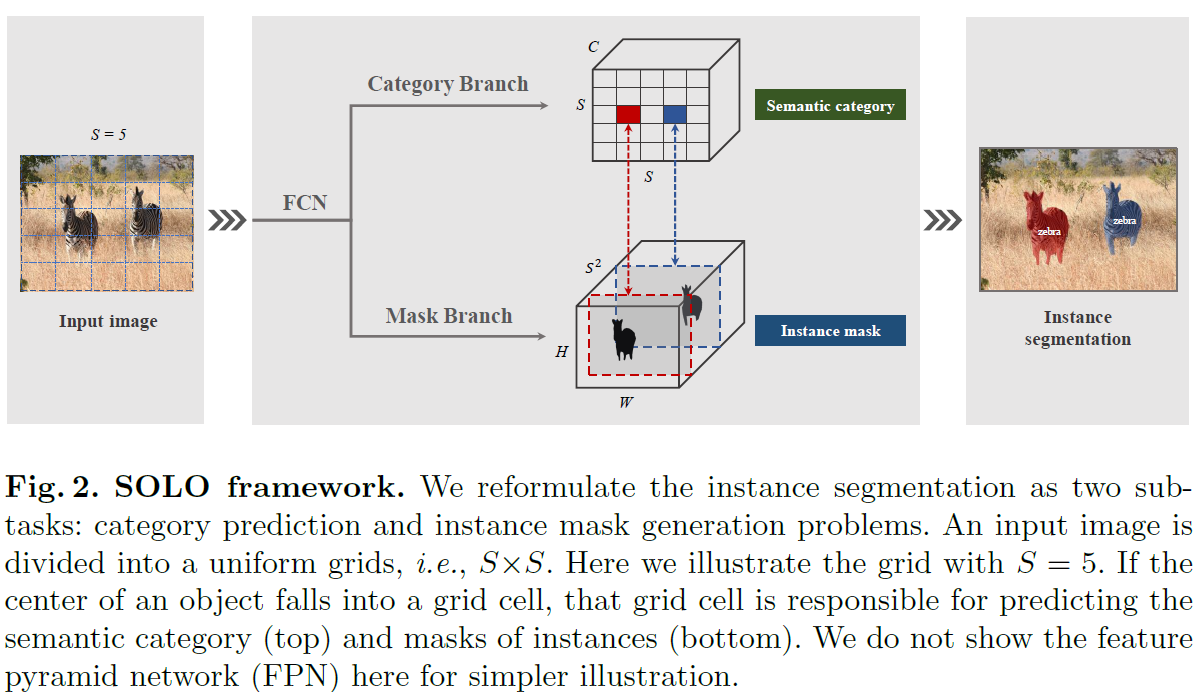 S = 5
Input image
FCN
Category Branch
Mask Branch
C
S
S
Semantic category
S²
H
W
Instance mask
zebra
zebra
Instance
segmentation
Fig. 2. SOLO framework. We reformulate the instance segmentation as two sub-
tasks: category prediction and instance mask generation problems. An input image is
divided into a uniform grids, i.e., S×S. Here we illustrate the grid with S = 5. If the
center of an object falls into a grid cell, that grid cell is responsible for predicting the
semantic category (top) and masks of instances (bottom). We do not show the feature
pyramid network (FPN) here for simpler illustration.